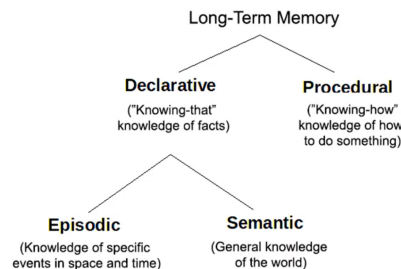 Long-Term Memory
Declarative
("Knowing-that"
knowledge of facts)
Procedural
("Knowing-how"
knowledge of how
to do something)
Episodic
(Knowledge of specific
events in space and time)
Semantic
(General knowledge
of the world)